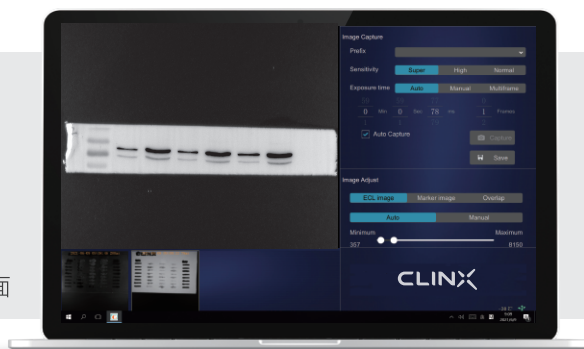 Image Capture
Prefix
Sensitivity Super High Normal
Exposure time Auto Manual Multiframe
0 Min 0 Sec 78 ms 1 Frames
Auto Capture
Capture
Save
Image Adjust
ECL image Marker image Overlap
Auto Manual
Minimum Maximum
357 8150
CLINX
面